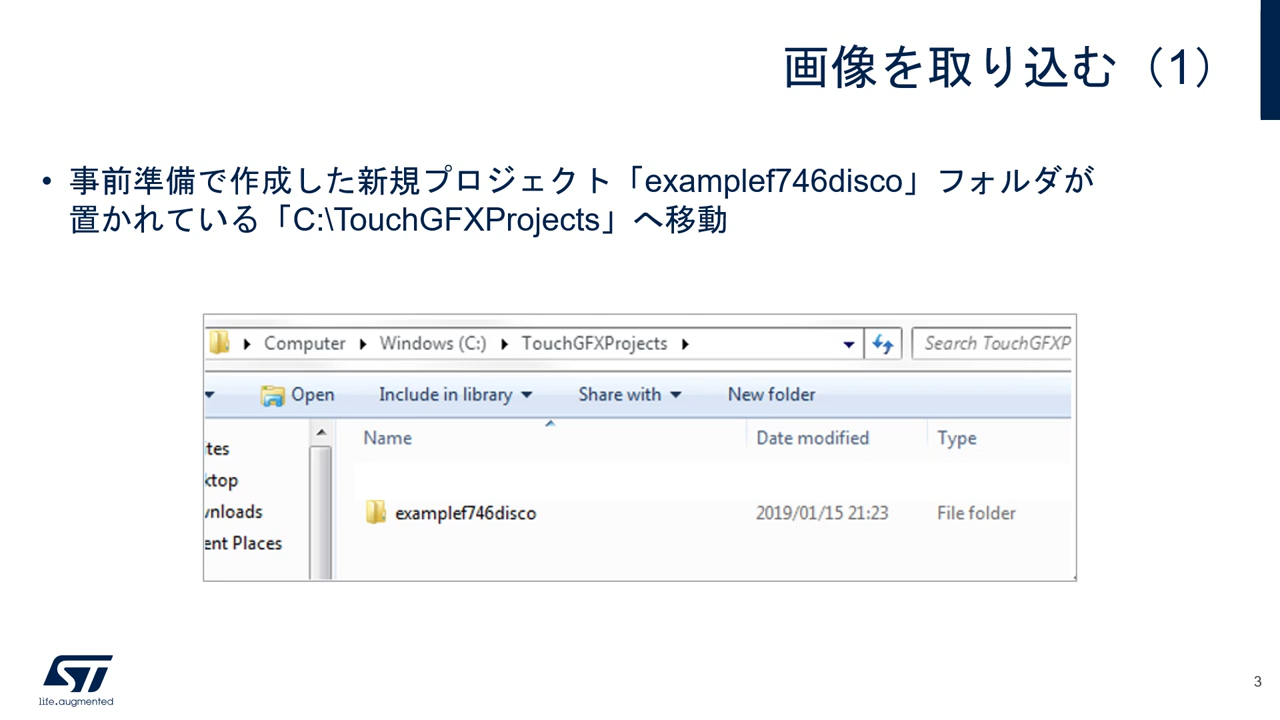 画像を取り込む（1）
• 事前準備で作成した新規プロジェクト「examplef746disco」フォルダが
置かれている「C:\TouchGFXProjects」へ移動
Computer Windows (C:) TouchGFXProjects Search TouchGFXP
Open Include in library Share with New folder
Name Date modified Type
ites
ktop
wnloads
ent Places
examplef746disco 2019/01/15 21:23 File folder
ST
life.augmented
3